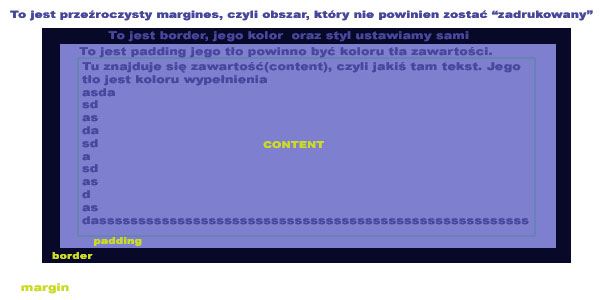 To jest przeźroczysty margines, czyli obszar, który nie powinien zostać “zadrukowany”
To jest border, jego kolor oraz styl ustawiamy sami
To jest padding jego tło powinno być koloru tła zawartości.
Tu znajduje się zawartość(content), czyli jakiś tam tekst. Jego
tło jest koloru wypełnienia
asda
sd
as
da
sd
CONTENT
a
sd
as
d
as
dasssssssssssssssssssssssssssssssssssssssssssssssssssssss
padding
border
margin